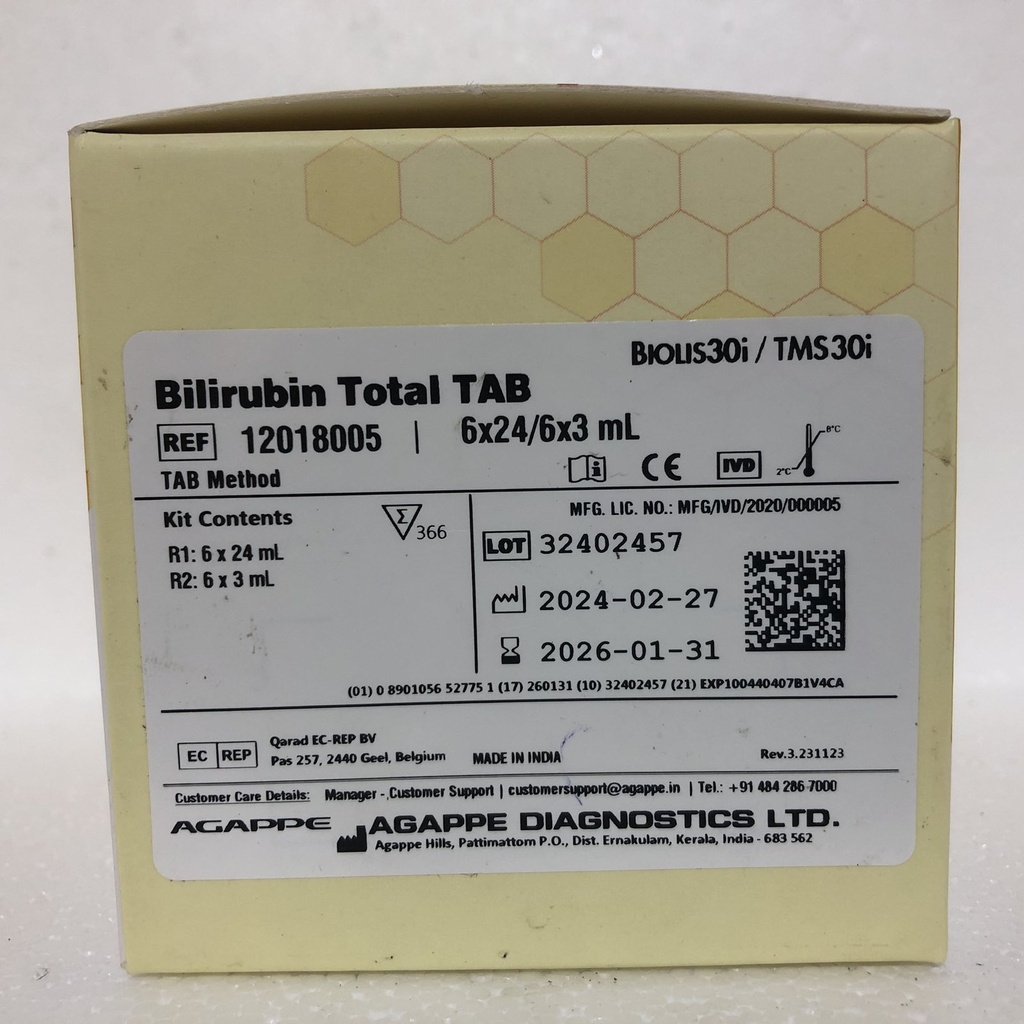 BIOLIS30i / TMS30i
Bilirubin Total TAB
REF 12018005 | 6x24/6x3 mL
TAB Method
i CE IVD 2°C 8°C
Kit Contents
Σ 366
R1: 6 x 24 mL
R2: 6 x 3 mL
MFG. LIC. NO.: MFG/IVD/2020/000005
LOT 32402457
2024-02-27
2026-01-31
(01) 0 8901056 52775 1 (17) 260131 (10) 32402457 (21) EXP100440407B1V4CA
EC REP
Qarad EC-REP BV
Pas 257, 2440 Geel, Belgium
MADE IN INDIA
Rev.3.231123
Customer Care Details: Manager - Customer Support | customersupport@agappe.in | Tel.: +91 484 286 7000
AGAPPE AGAPPE DIAGNOSTICS LTD.
Agappe Hills, Pattimattom P.O., Dist. Ernakulam, Kerala, India - 683 562